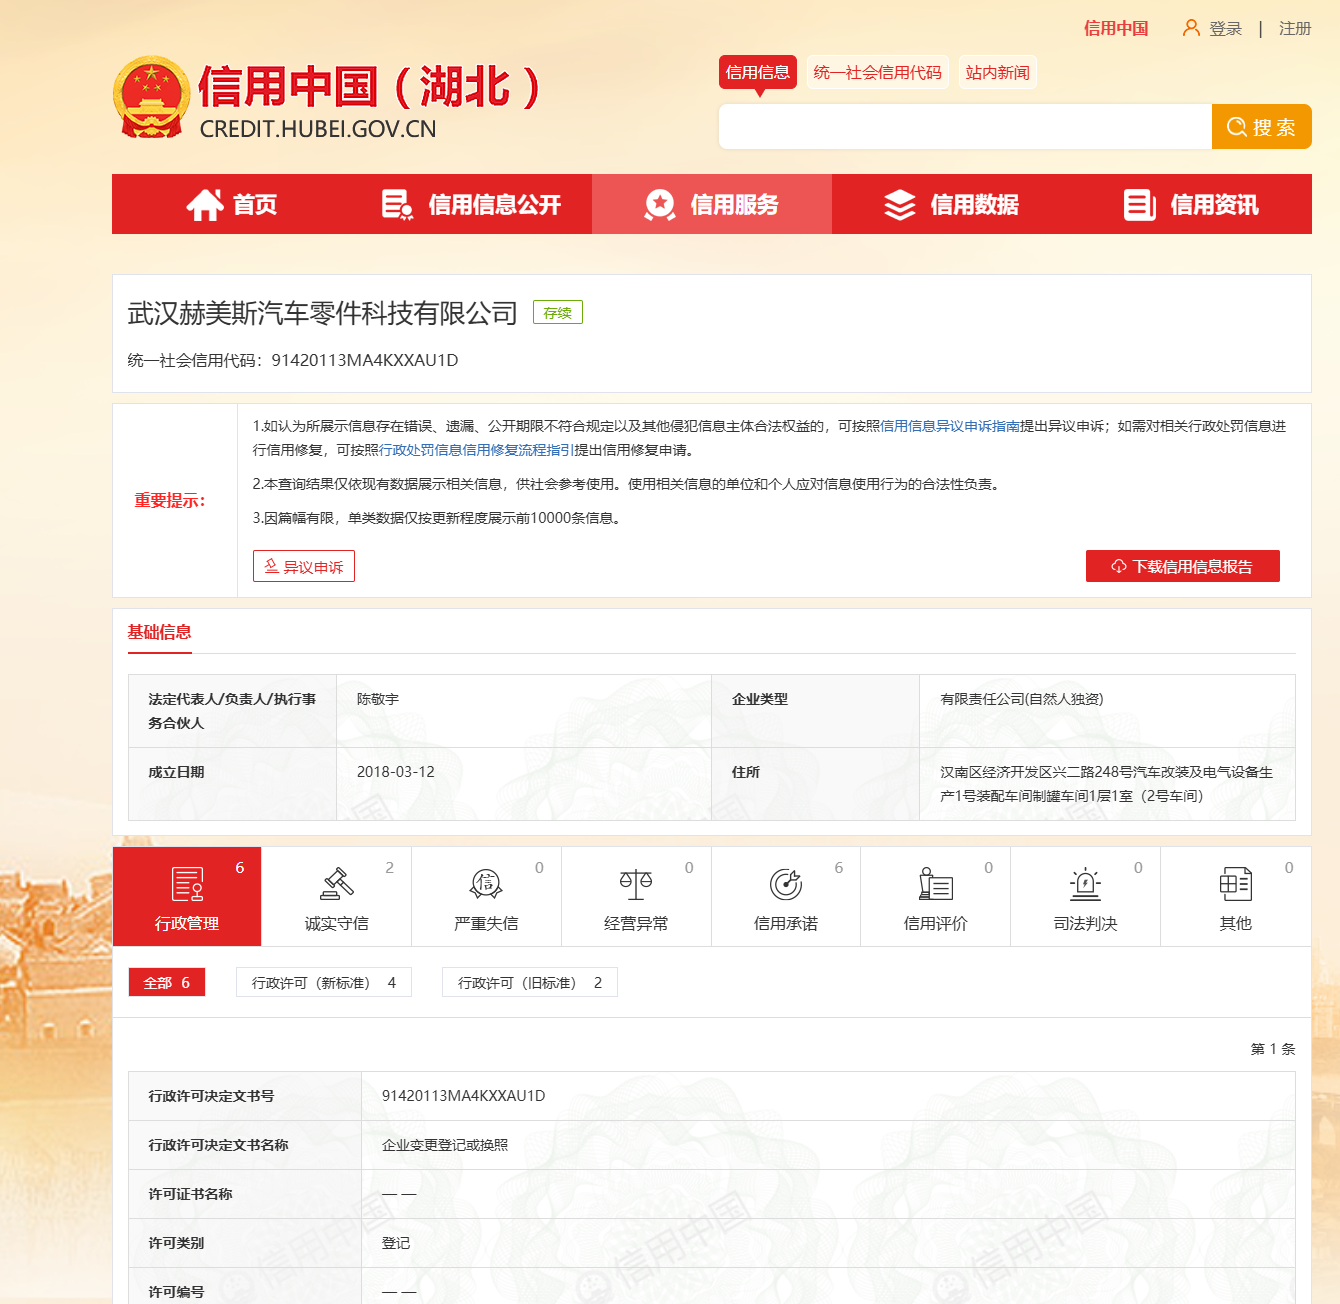 信用中国
登录 | 注册
信用中国（湖北）
CREDIT.HUBEI.GOV.CN
信用信息
统一社会信用代码
站内新闻
搜索
首页
信用信息公开
信用服务
信用数据
信用资讯
武汉赫美斯汽车零件科技有限公司 存续
统一社会信用代码：91420113MA4KXXAU1D
重要提示：
1.如认为所展示信息存在错误、遗漏、公开期限不符合规定以及其他侵犯信息主体合法权益的，可按照信用信息异议申诉指南提出异议申诉；如需对相关行政处罚信息进
行信用修复，可按照行政处罚信息信用修复流程指引提出信用修复申请。
2.本查询结果仅依现有数据展示相关信息，供社会参考使用。使用相关信息的单位和个人应对信息使用行为的合法性负责。
3.因篇幅有限，单类数据仅按更新程度展示前10000条信息。
异议申诉
下载信用信息报告
基础信息
法定代表人/负责人/执行事
务合伙人
陈敬宇
企业类型
有限责任公司(自然人独资)
成立日期
2018-03-12
住所
汉南区经济开发区兴二路248号汽车改装及电气设备生
产1号装配车间制罐车间1层1室（2号车间）
6
行政管理
2
诚实守信
0
信
严重失信
0
经营异常
6
信用承诺
0
信用评价
0
司法判决
0
其他
全部 6
行政许可（新标准） 4
行政许可（旧标准） 2
第 1 条
行政许可决定文书号
91420113MA4KXXAU1D
行政许可决定文书名称
企业变更登记或换照
许可证书名称
— —
许可类别
登记
许可编号
— —
信用中国
信用中国
信用中国